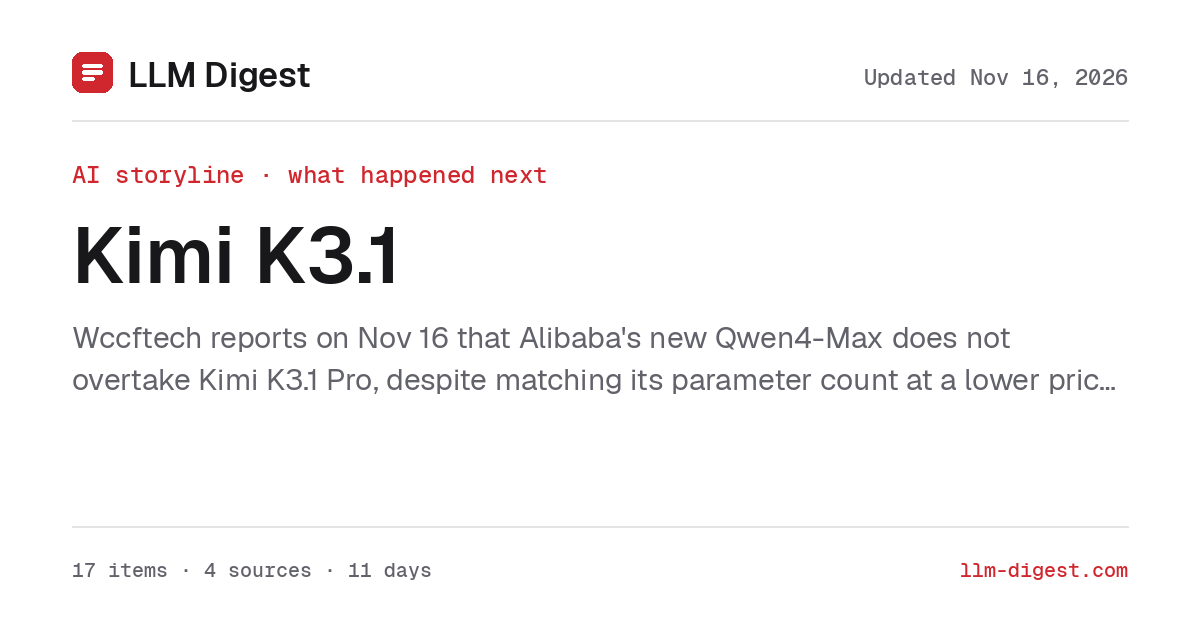 LLM Digest
Updated Nov 16, 2026
AI storyline · what happened next
Kimi K3.1
Wccftech reports on Nov 16 that Alibaba's new Qwen4-Max does not
overtake Kimi K3.1 Pro, despite matching its parameter count at a lower pric…
17 items · 4 sources · 11 days
llm-digest.com